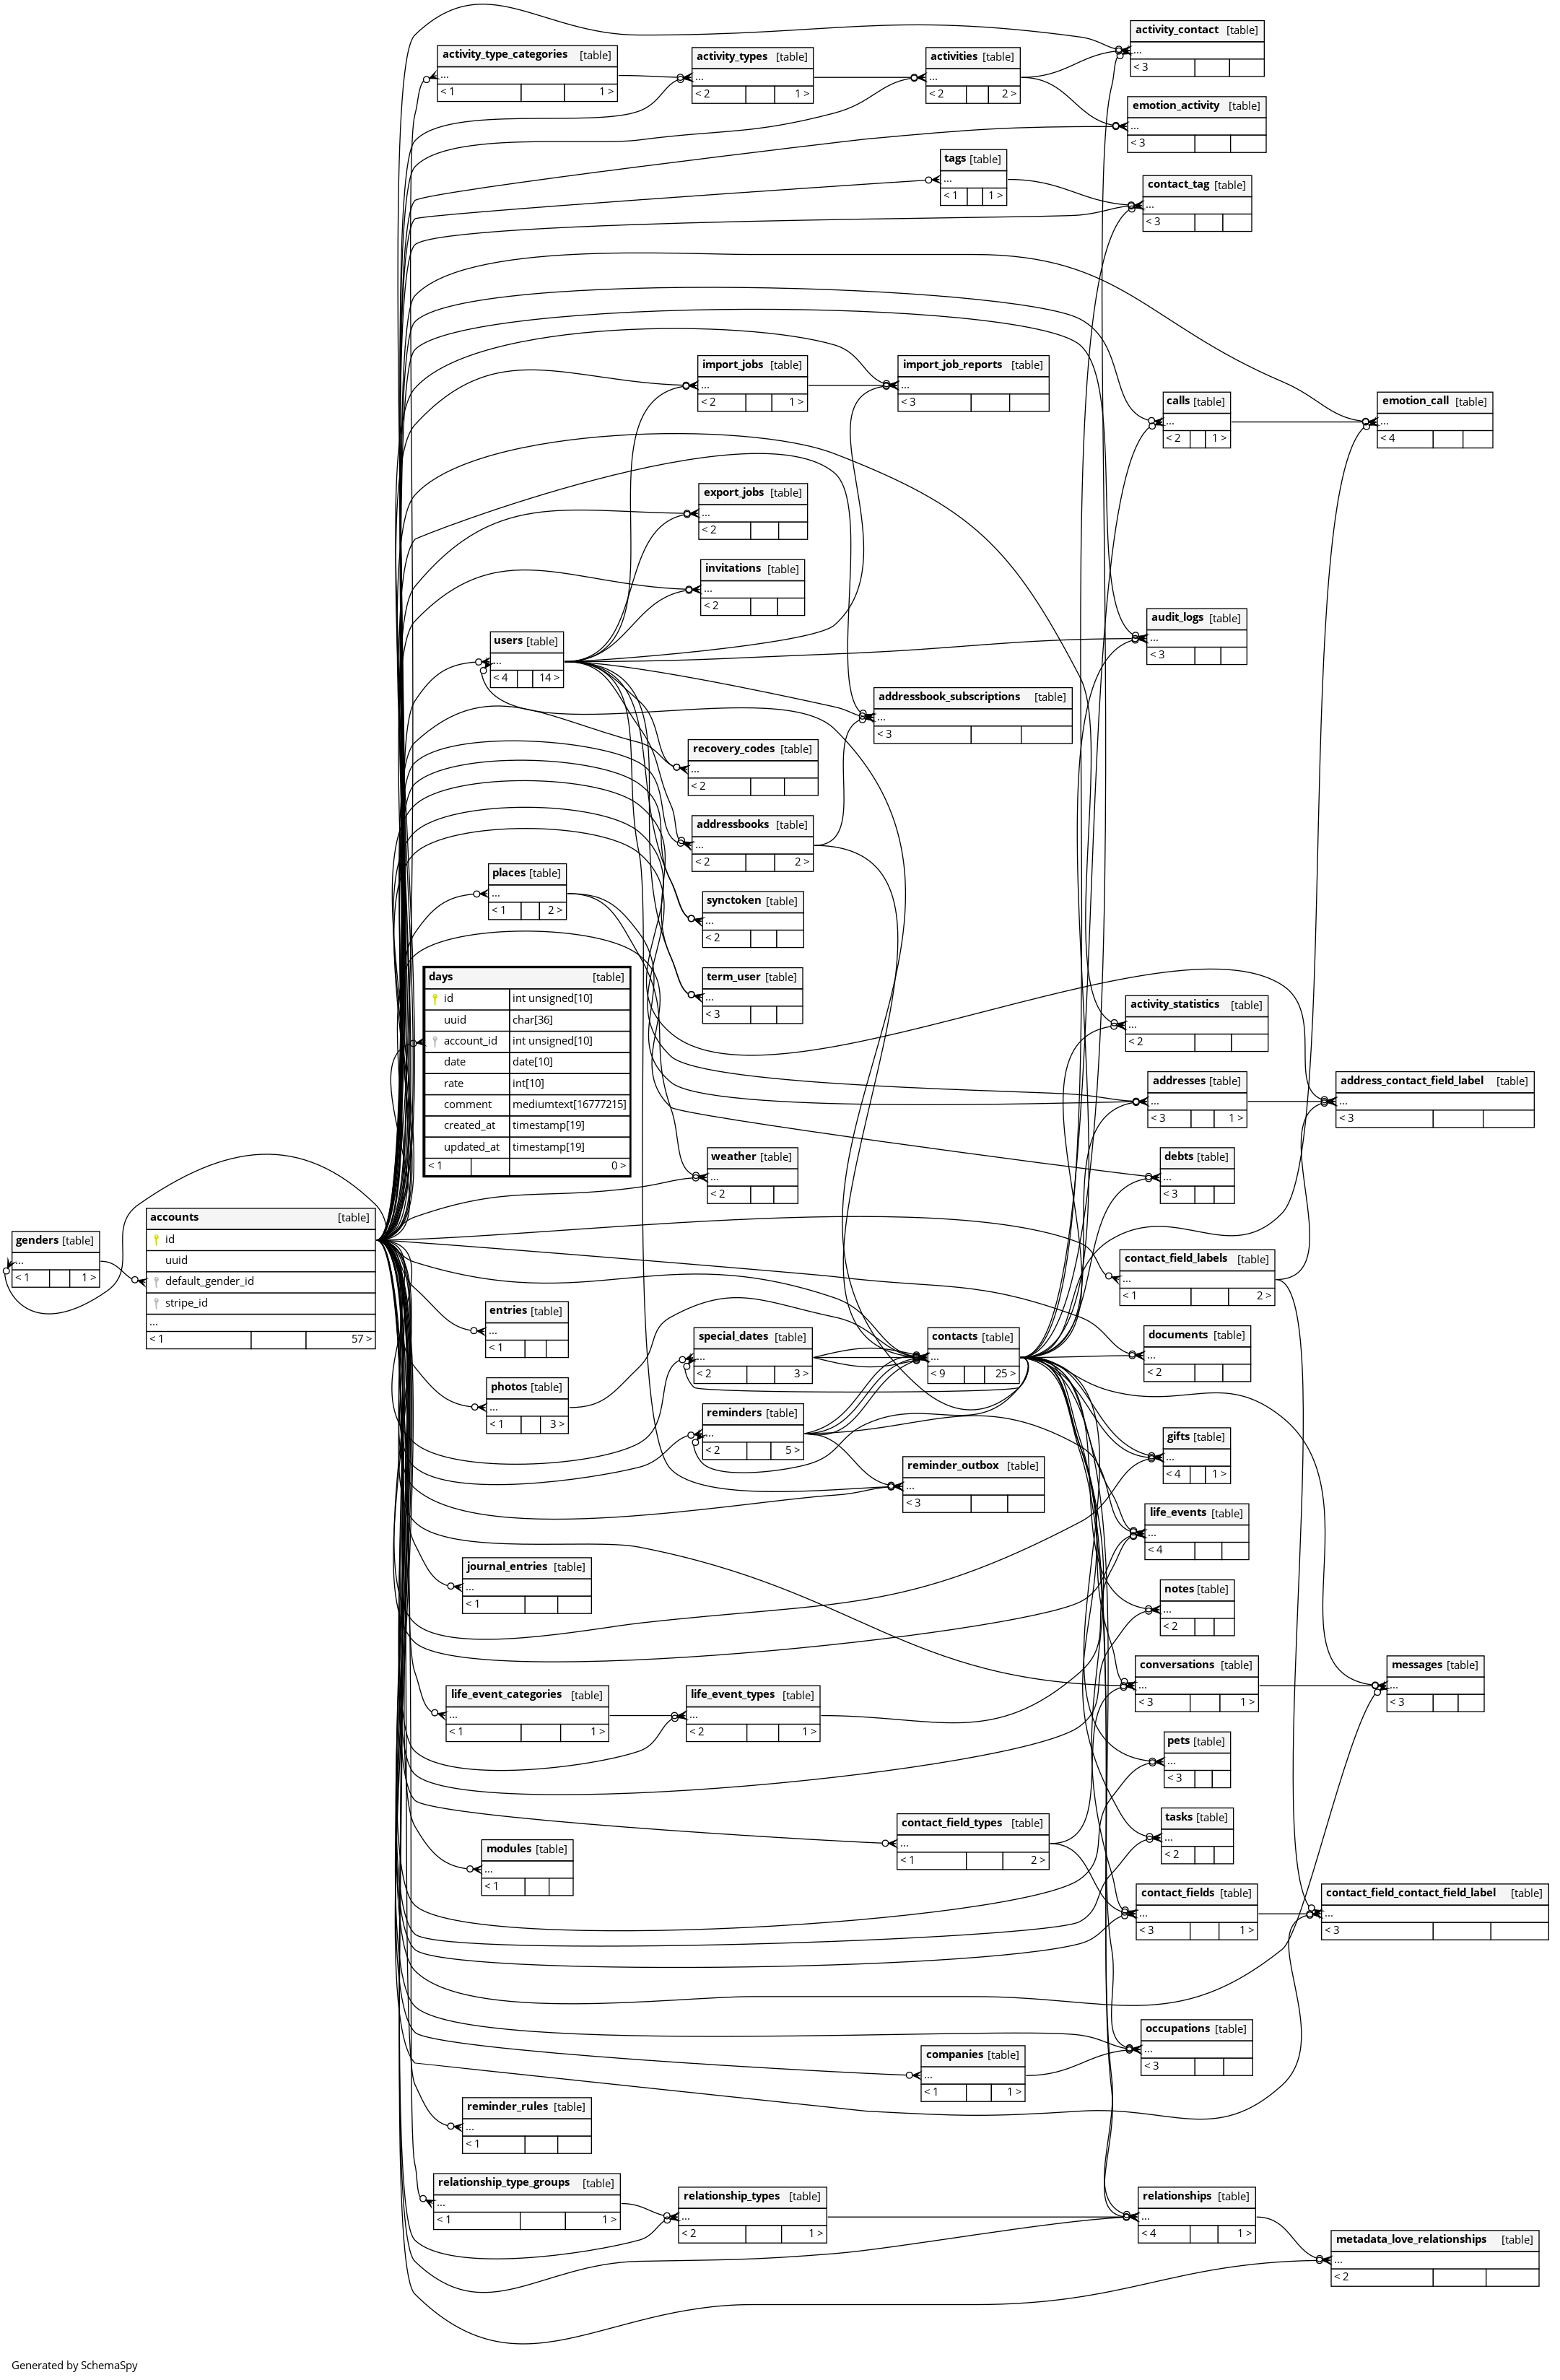 activity_contact [table]
...
< 3
activity_type_categories [table]
...
< 1 1 >
activity_types [table]
...
< 2 1 >
activities [table]
...
< 2 2 >
emotion_activity [table]
...
< 3
tags [table]
...
< 1 1 >
contact_tag [table]
...
< 3
import_jobs [table]
...
< 2 1 >
import_job_reports [table]
...
< 3
calls [table]
...
< 2 1 >
emotion_call [table]
...
< 4
export_jobs [table]
...
< 2
invitations [table]
...
< 2
users [table]
...
< 4 14 >
audit_logs [table]
...
< 3
addressbook_subscriptions [table]
...
< 3
recovery_codes [table]
...
< 2
addressbooks [table]
...
< 2 2 >
places [table]
...
< 1 2 >
synctoken [table]
...
< 2
days [table]
id int unsigned[10]
uuid char[36]
account_id int unsigned[10]
date date[10]
rate int[10]
comment mediumtext[16777215]
created_at timestamp[19]
updated_at timestamp[19]
< 1 0 >
term_user [table]
...
< 3
activity_statistics [table]
...
< 2
addresses [table]
...
< 3 1 >
address_contact_field_label [table]
...
< 3
weather [table]
...
< 2
debts [table]
...
< 3
genders [table]
...
< 1 1 >
accounts [table]
id
uuid
default_gender_id
stripe_id
...
< 1 57 >
contact_field_labels [table]
...
< 1 2 >
entries [table]
...
< 1
special_dates [table]
...
< 2 3 >
contacts [table]
...
< 9 25 >
documents [table]
...
< 2
photos [table]
...
< 1 3 >
reminders [table]
...
< 2 5 >
gifts [table]
...
< 4 1 >
reminder_outbox [table]
...
< 3
life_events [table]
...
< 4
journal_entries [table]
...
< 1
notes [table]
...
< 2
conversations [table]
...
< 3 1 >
messages [table]
...
< 3
life_event_categories [table]
...
< 1 1 >
life_event_types [table]
...
< 2 1 >
pets [table]
...
< 3
tasks [table]
...
< 2
contact_field_types [table]
...
< 1 2 >
modules [table]
...
< 1
contact_fields [table]
...
< 3 1 >
contact_field_contact_field_label [table]
...
< 3
occupations [table]
...
< 3
companies [table]
...
< 1 1 >
reminder_rules [table]
...
< 1
relationship_type_groups [table]
...
< 1 1 >
relationship_types [table]
...
< 2 1 >
relationships [table]
...
< 4 1 >
metadata_love_relationships [table]
...
< 2
Generated by SchemaSpy